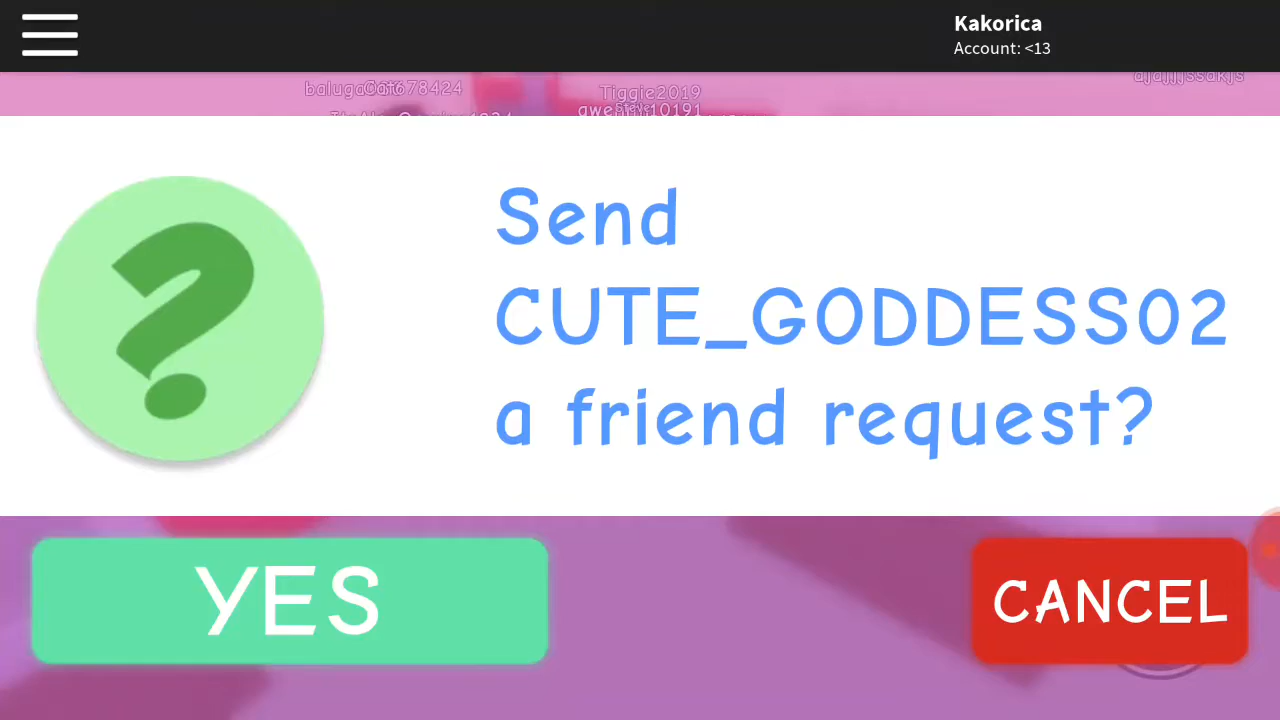 Kakorica
Account: <13
Tiggie2019
Send
CUTE_GODDESS02
a friend request?
YES
CANCEL